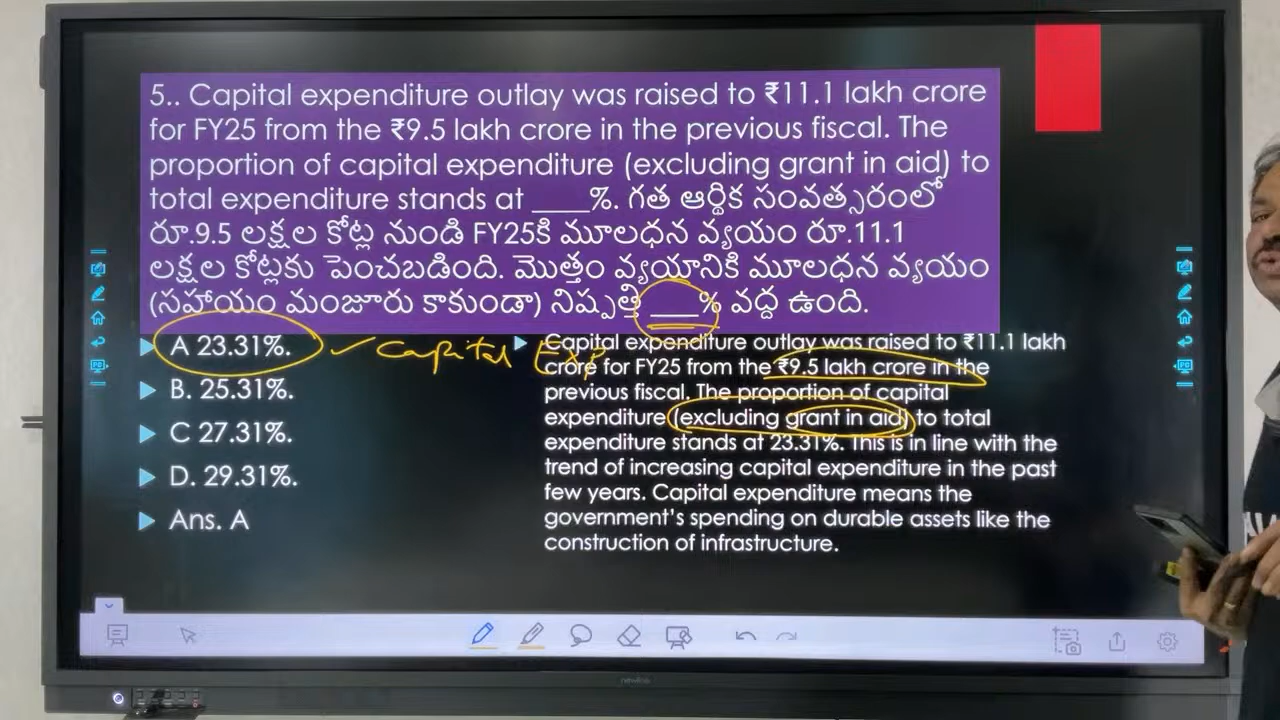 5.. Capital expenditure outlay was raised to ₹11.1 lakh crore
for FY25 from the ₹9.5 lakh crore in the previous fiscal. The
proportion of capital expenditure (excluding grant in aid) to
total expenditure stands at ____%. గత ఆర్థిక సంవత్సరంలో
రూ.9.5 లక్షల కోట్ల నుండి FY25కి మూలధన వ్యయం రూ.11.1
లక్షల కోట్లకు పెంచబడింది. మొత్తం వ్యయానికి మూలధన వ్యయం
(సహాయం మంజూరు కాకుండా) నిష్పత్తి ____% వద్ద ఉంది.
A 23.31%.
Capital Exp
B. 25.31%.
C 27.31%.
D. 29.31%.
Ans. A
Capital expenditure outlay was raised to ₹11.1 lakh
crore for FY25 from the ₹9.5 lakh crore in the
previous fiscal. The proportion of capital
expenditure (excluding grant in aid) to total
expenditure stands at 23.31%. This is in line with the
trend of increasing capital expenditure in the past
few years. Capital expenditure means the
government's spending on durable assets like the
construction of infrastructure.
newline